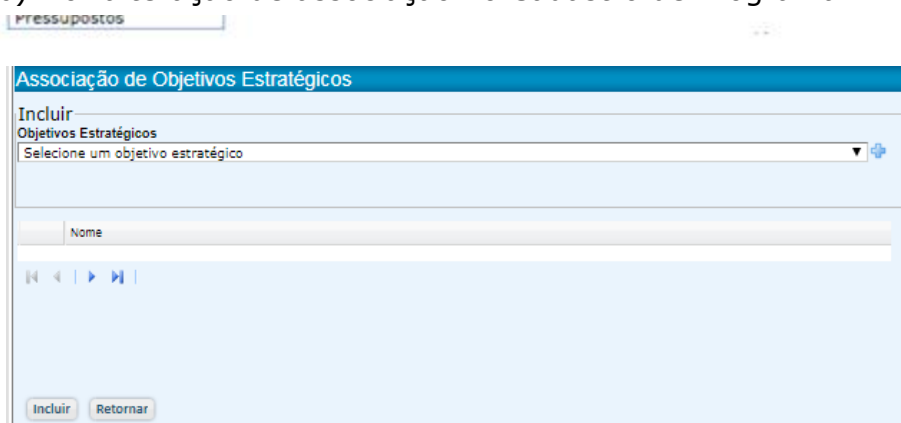 Pressupostos
Associação de Objetivos Estratégicos
Incluir
Objetivos Estratégicos
Selecione um objetivo estratégico
Nome
Incluir Retornar